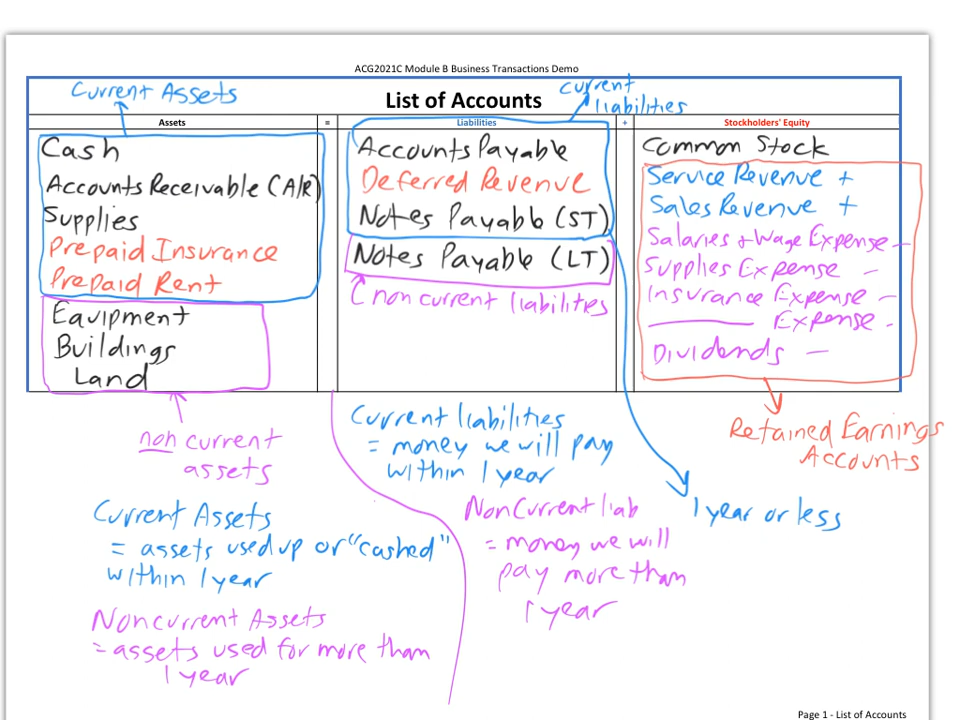 ACG2021C Module B Business Transactions Demo
Current Assets
current
liabilities
List of Accounts
Assets
=
Liabilities
+
Stockholders' Equity
Cash
Accounts Receivable (A/R)
Supplies
Prepaid Insurance
Prepaid Rent
Equipment
Buildings
Land
Accounts Payable
Deferred Revenue
Notes Payable (ST)
Notes Payable (LT)
noncurrent liabilities
Common Stock
Service Revenue +
Sales Revenue +
Salaries + Wage Expense -
Supplies Expense -
Insurance Expense -
______ Expense -
Dividends -
non current
assets
Current Assets
= assets used up or "cashed"
within 1 year
Noncurrent Assets
= assets used for more than
1 year
Current liabilities
= money we will pay
within 1 year
NonCurrent liab
= money we will
pay more than
1 year
1 year or less
Retained Earnings
Accounts
Page 1 - List of Accounts